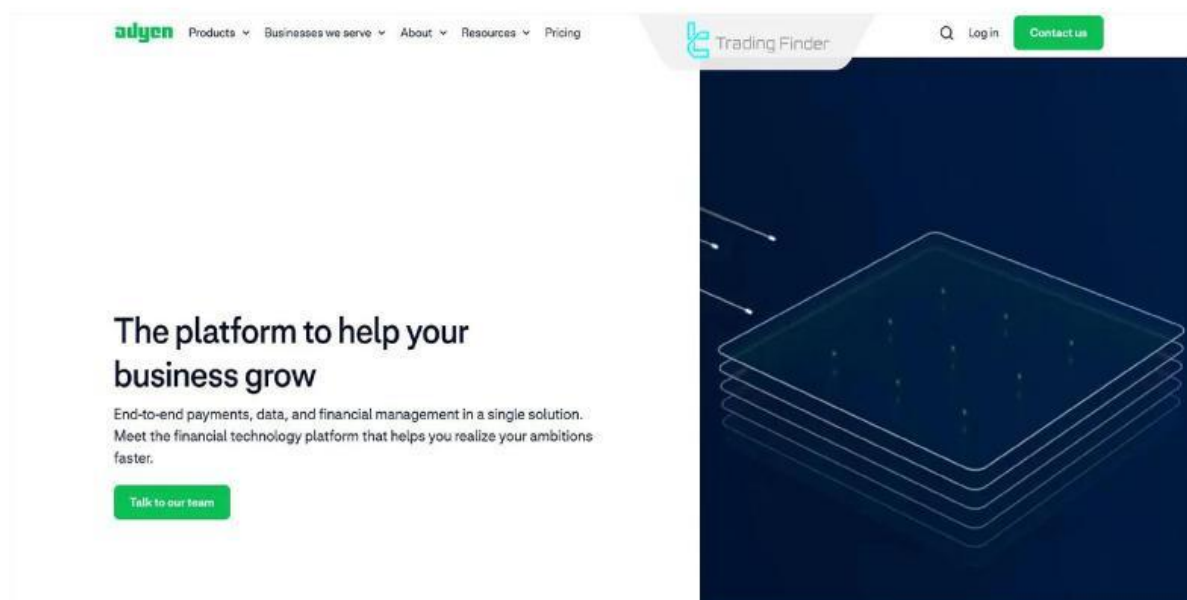 adyen Products Businesses we serve About Resources Pricing Trading Finder Log in Contact us
The platform to help your
business grow
End-to-end payments, data, and financial management in a single solution.
Meet the financial technology platform that helps you realize your ambitions
faster.
Talk to our team